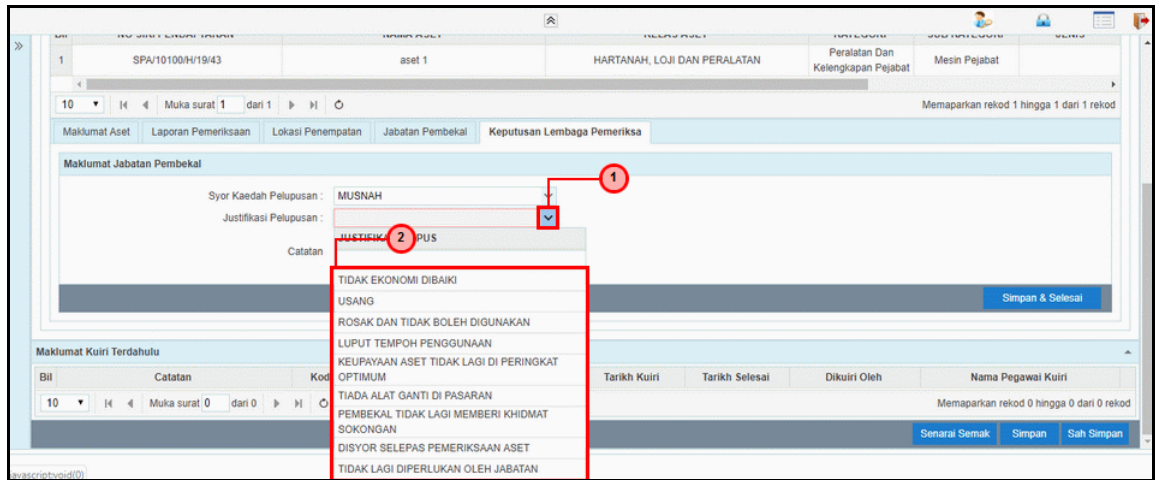 1 SPA/10100/H/19/43 aset 1 HARTANAH, LOJI DAN PERALATAN Peralatan Dan Kelengkapan Pejabat Mesin Pejabat
10 Muka surat 1 dari 1 Memaparkan rekod 1 hingga 1 dari 1 rekod
Maklumat Aset Laporan Pemeriksaan Lokasi Penempatan Jabatan Pembekal Keputusan Lembaga Pemeriksa
Maklumat Jabatan Pembekal
1
Syor Kaedah Pelupusan : MUSNAH
Justifikasi Pelupusan :
2 PUS
Catatan
TIDAK EKONOMI DIBAIKI
USANG
Simpan & Selesai
ROSAK DAN TIDAK BOLEH DIGUNAKAN
LUPUT TEMPOH PENGGUNAAN
KEUPAYAAN ASET TIDAK LAGI DI PERINGKAT
OPTIMUM
TIADA ALAT GANTI DI PASARAN
PEMBEKAL TIDAK LAGI MEMBERI KHIDMAT
SOKONGAN
DISYOR SELEPAS PEMERIKSAAN ASET
TIDAK LAGI DIPERLUKAN OLEH JABATAN
Maklumat Kuiri Terdahulu
Bil Catatan Kod Tarikh Kuiri Tarikh Selesai Dikuiri Oleh Nama Pegawai Kuiri
10 Muka surat 0 dari 0 Memaparkan rekod 0 hingga 0 dari 0 rekod
Senarai Semak Simpan Sah Simpan
avascript:void(0)